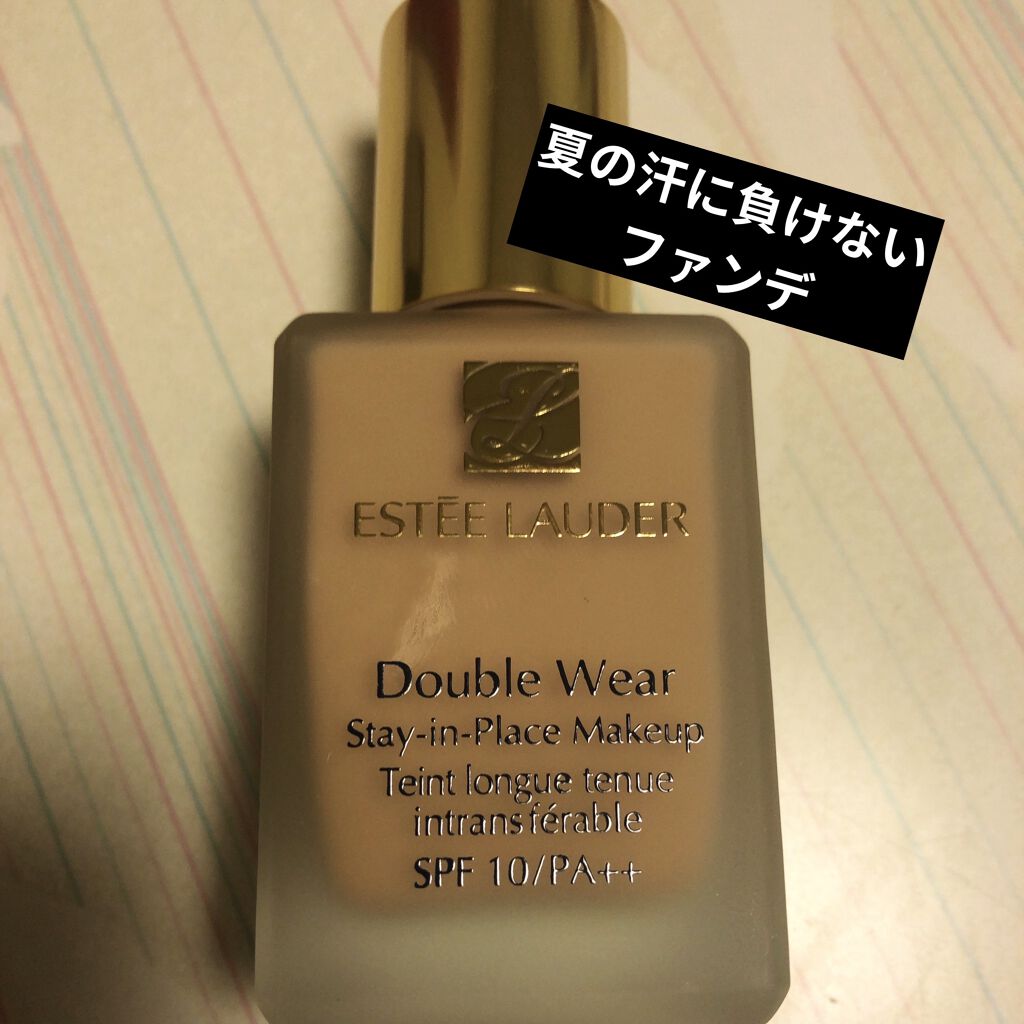 夏の汗に負けない
ファンデ
ESTĒE LAUDER
Double Wear
Stay-in-Place Makeup
Teint longue tenue
intransférable
SPF 10/PA++